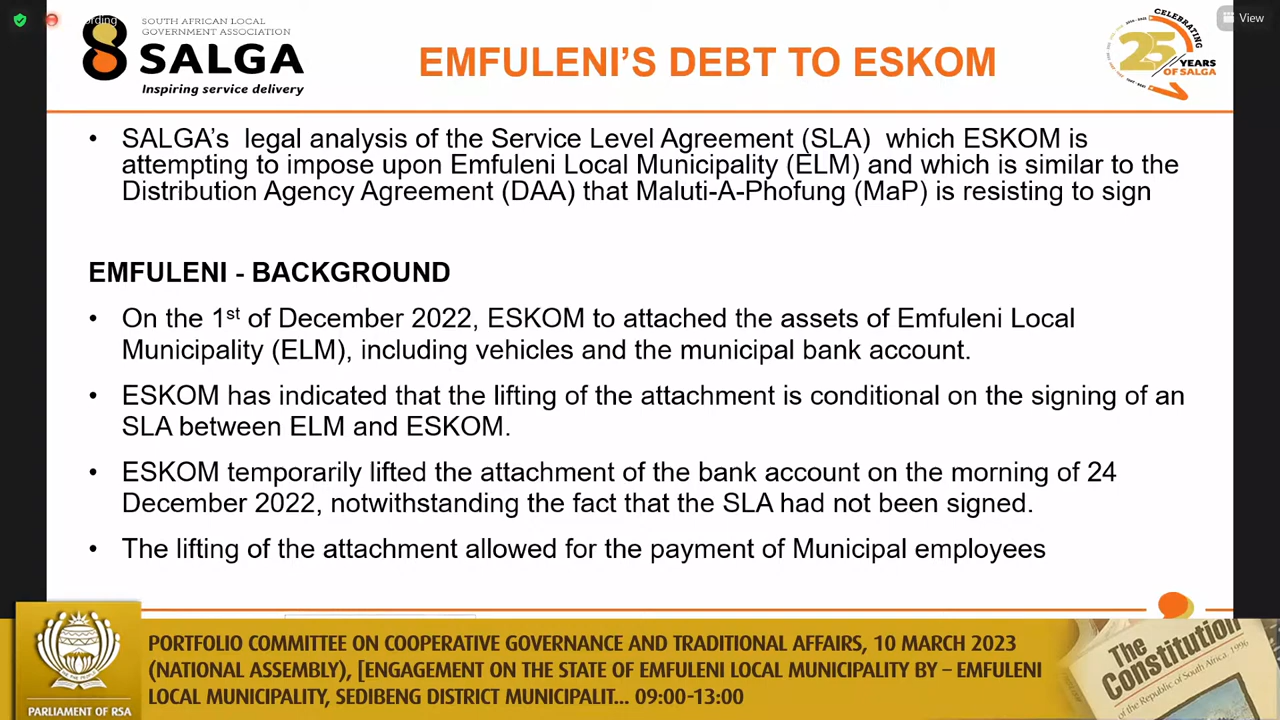 View
SOUTH AFRICAN LOCAL
GOVERNMENT ASSOCIATION
SALGA
Inspiring service delivery
EMFULENI'S DEBT TO ESKOM
CELEBRATING
25 YEARS
OF SALGA
• SALGA's legal analysis of the Service Level Agreement (SLA) which ESKOM is
attempting to impose upon Emfuleni Local Municipality (ELM) and which is similar to the
Distribution Agency Agreement (DAA) that Maluti-A-Phofung (MaP) is resisting to sign
EMFULENI - BACKGROUND
• On the 1st of December 2022, ESKOM to attached the assets of Emfuleni Local
Municipality (ELM), including vehicles and the municipal bank account.
• ESKOM has indicated that the lifting of the attachment is conditional on the signing of an
SLA between ELM and ESKOM.
• ESKOM temporarily lifted the attachment of the bank account on the morning of 24
December 2022, notwithstanding the fact that the SLA had not been signed.
• The lifting of the attachment allowed for the payment of Municipal employees
PARLIAMENT OF RSA
PORTFOLIO COMMITTEE ON COOPERATIVE GOVERNANCE AND TRADITIONAL AFFAIRS, 10 MARCH 2023
(NATIONAL ASSEMBLY), [ENGAGEMENT ON THE STATE OF EMFULENI LOCAL MUNICIPALITY BY – EMFULENI
LOCAL MUNICIPALITY, SEDIBENG DISTRICT MUNICIPALIT... 09:00-13:00
The
Constitution
of the Republic of South Africa, 1996